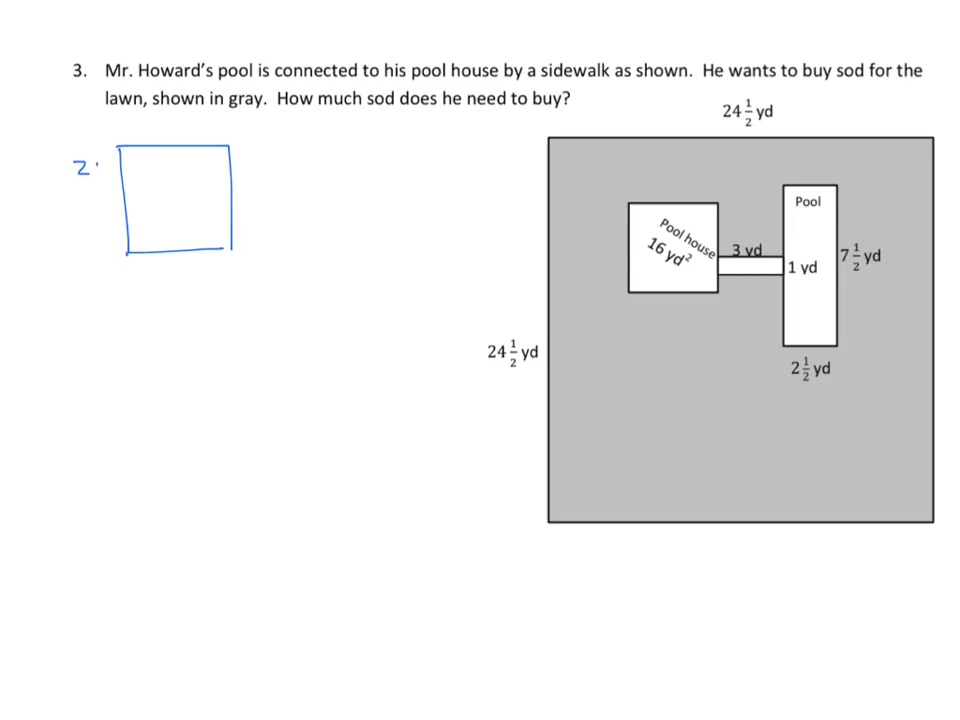 3. Mr. Howard's pool is connected to his pool house by a sidewalk as shown. He wants to buy sod for the
lawn, shown in gray. How much sod does he need to buy?
24 1/2 yd
2'
Pool
Pool house
16 yd²
3 yd
1 yd
7 1/2 yd
24 1/2 yd
2 1/2 yd